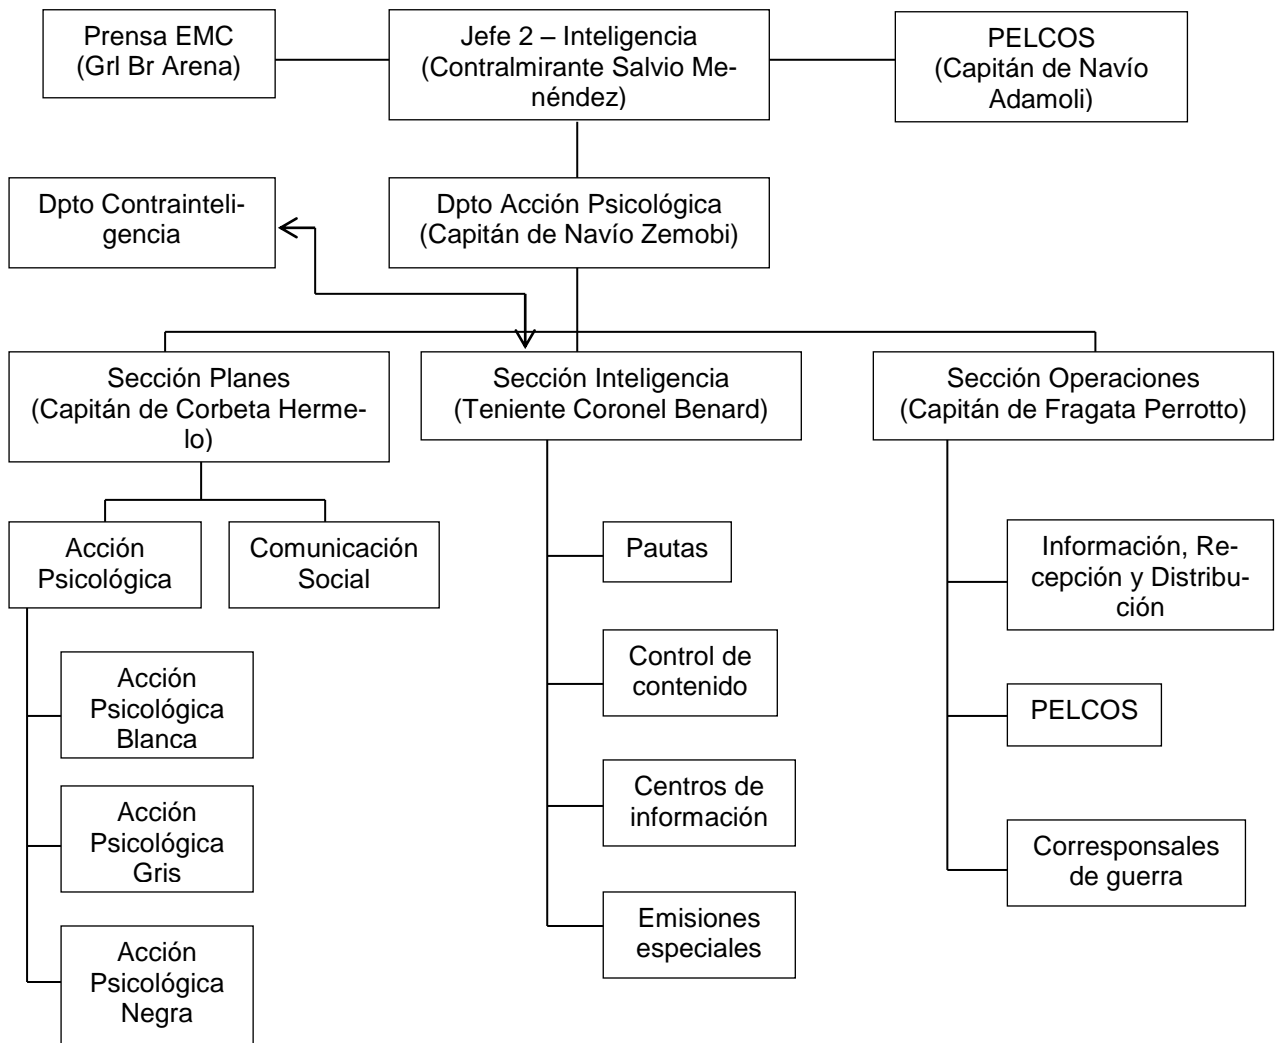 Prensa EMC
(Grl Br Arena)
Jefe 2 – Inteligencia
(Contralmirante Salvio Me-
néndez)
PELCOS
(Capitán de Navío
Adamoli)
Dpto Contrainteli-
gencia
Dpto Acción Psicológica
(Capitán de Navío Zemobi)
Sección Planes
(Capitán de Corbeta Herme-
lo)
Sección Inteligencia
(Teniente Coronel Benard)
Sección Operaciones
(Capitán de Fragata Perrotto)
Acción
Psicológica
Comunicación
Social
Pautas
Información, Re-
cepción y Distribu-
ción
Acción
Psicológica
Blanca
Control de
contenido
PELCOS
Acción
Psicológica
Gris
Centros de
información
Corresponsales
de guerra
Acción
Psicológica
Negra
Emisiones
especiales